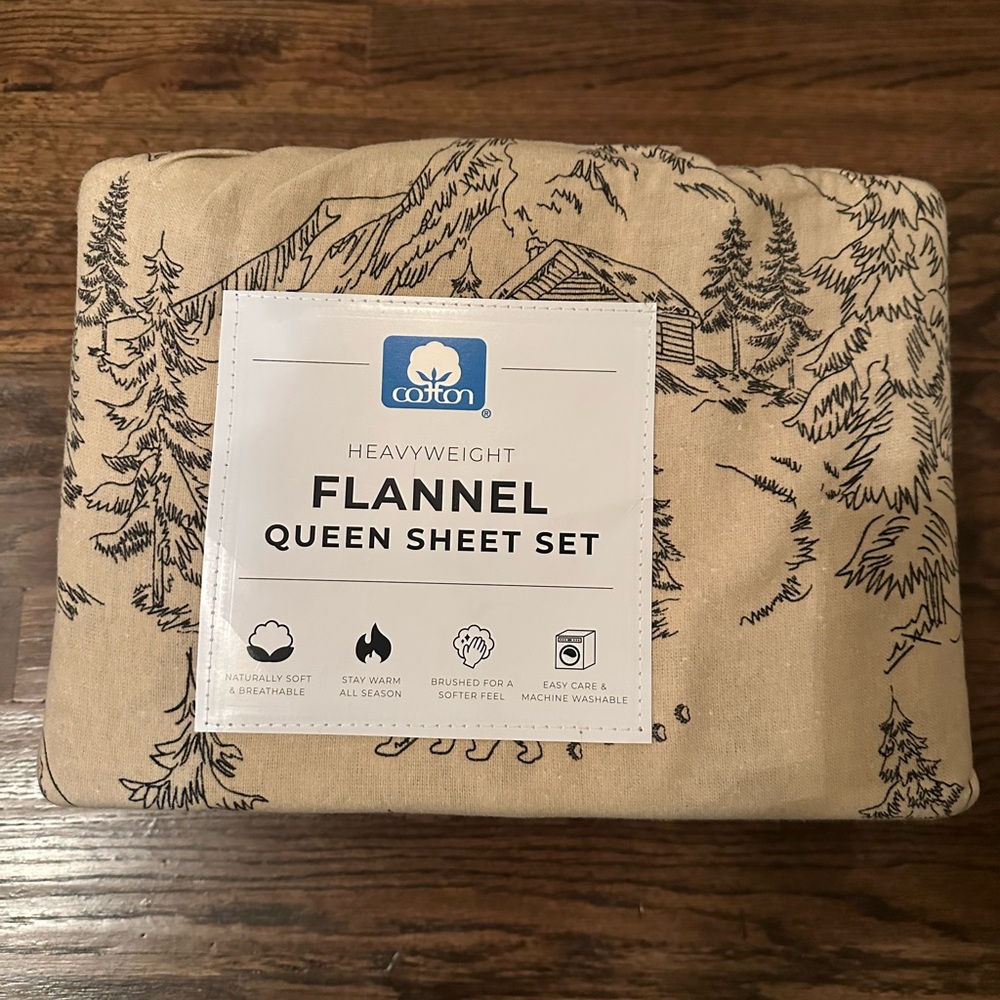 cotton
®
HEAVYWEIGHT
FLANNEL
QUEEN SHEET SET
NATURALLY SOFT
& BREATHABLE
STAY WARM
ALL SEASON
BRUSHED FOR A
SOFTER FEEL
EASY CARE &
MACHINE WASHABLE